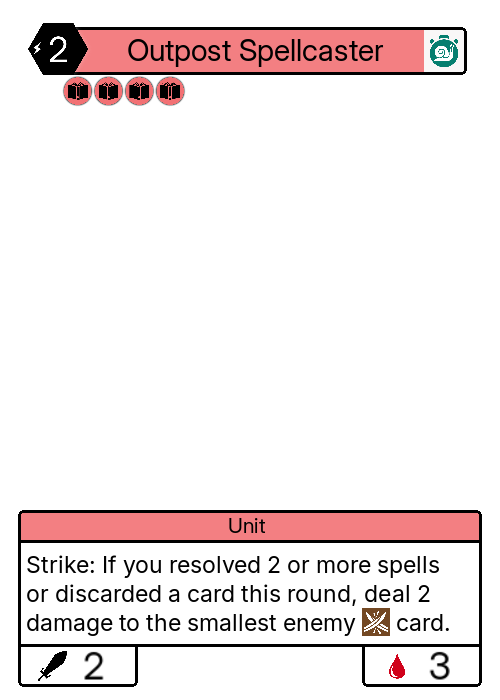 2 Outpost Spellcaster
Unit
Strike: If you resolved 2 or more spells
or discarded a card this round, deal 2
damage to the smallest enemy card.
2 3